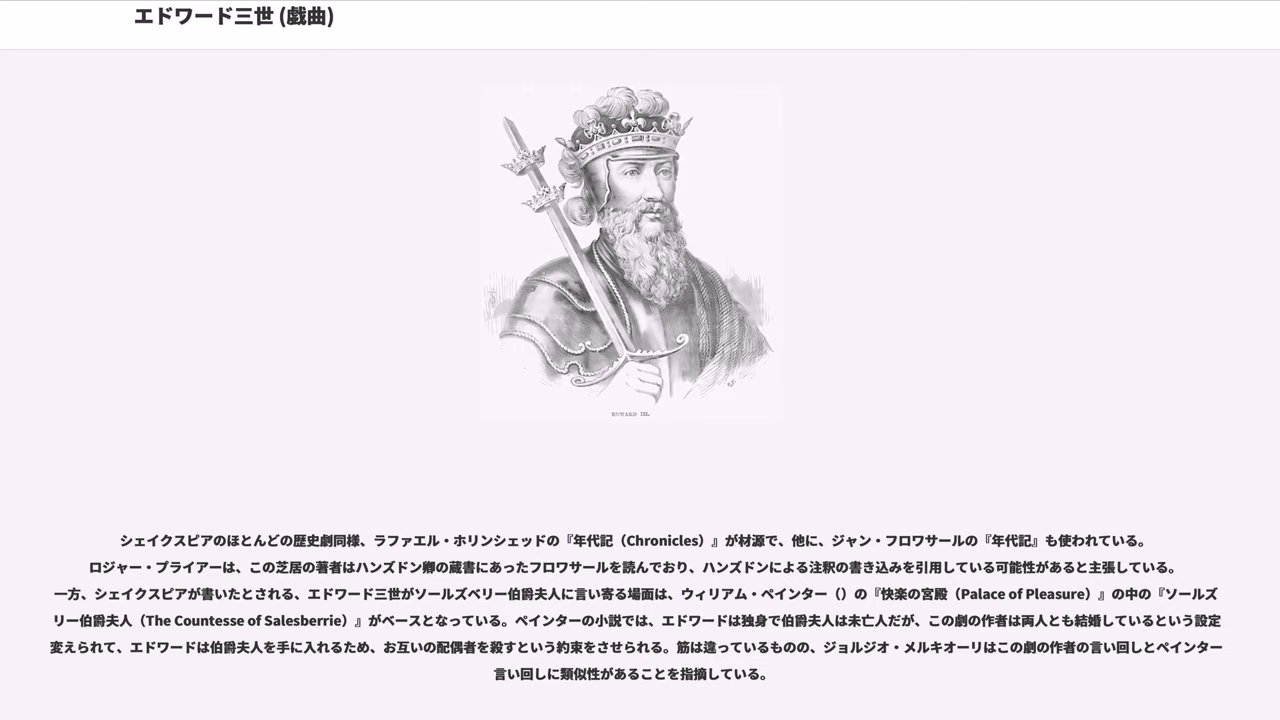 エドワード三世 (戯曲)
EDWARD III.
シェイクスピアのほとんどの歴史劇同様、ラファエル・ホリンシェッドの『年代記（Chronicles）』が材源で、他に、ジャン・フロワサールの『年代記』も使われている。
ロジャー・プライアーは、この芝居の著者はハンズドン卿の蔵書にあったフロワサールを読んでおり、ハンズドンによる注釈の書き込みを引用している可能性があると主張している。
一方、シェイクスピアが書いたとされる、エドワード三世がソールズベリー伯爵夫人に言い寄る場面は、ウィリアム・ペインター（）の『快楽の宮殿（Palace of Pleasure）』の中の『ソールズ
リー伯爵夫人（The Countesse of Salesberrie）』がベースとなっている。ペインターの小説では、エドワードは独身で伯爵夫人は未亡人だが、この劇の作者は両人とも結婚しているという設定
変えられて、エドワードは伯爵夫人を手に入れるため、お互いの配偶者を殺すという約束をさせられる。筋は違っているものの、ジョルジオ・メルキオーリはこの劇の作者の言い回しとペインター
言い回しに類似性があることを指摘している。